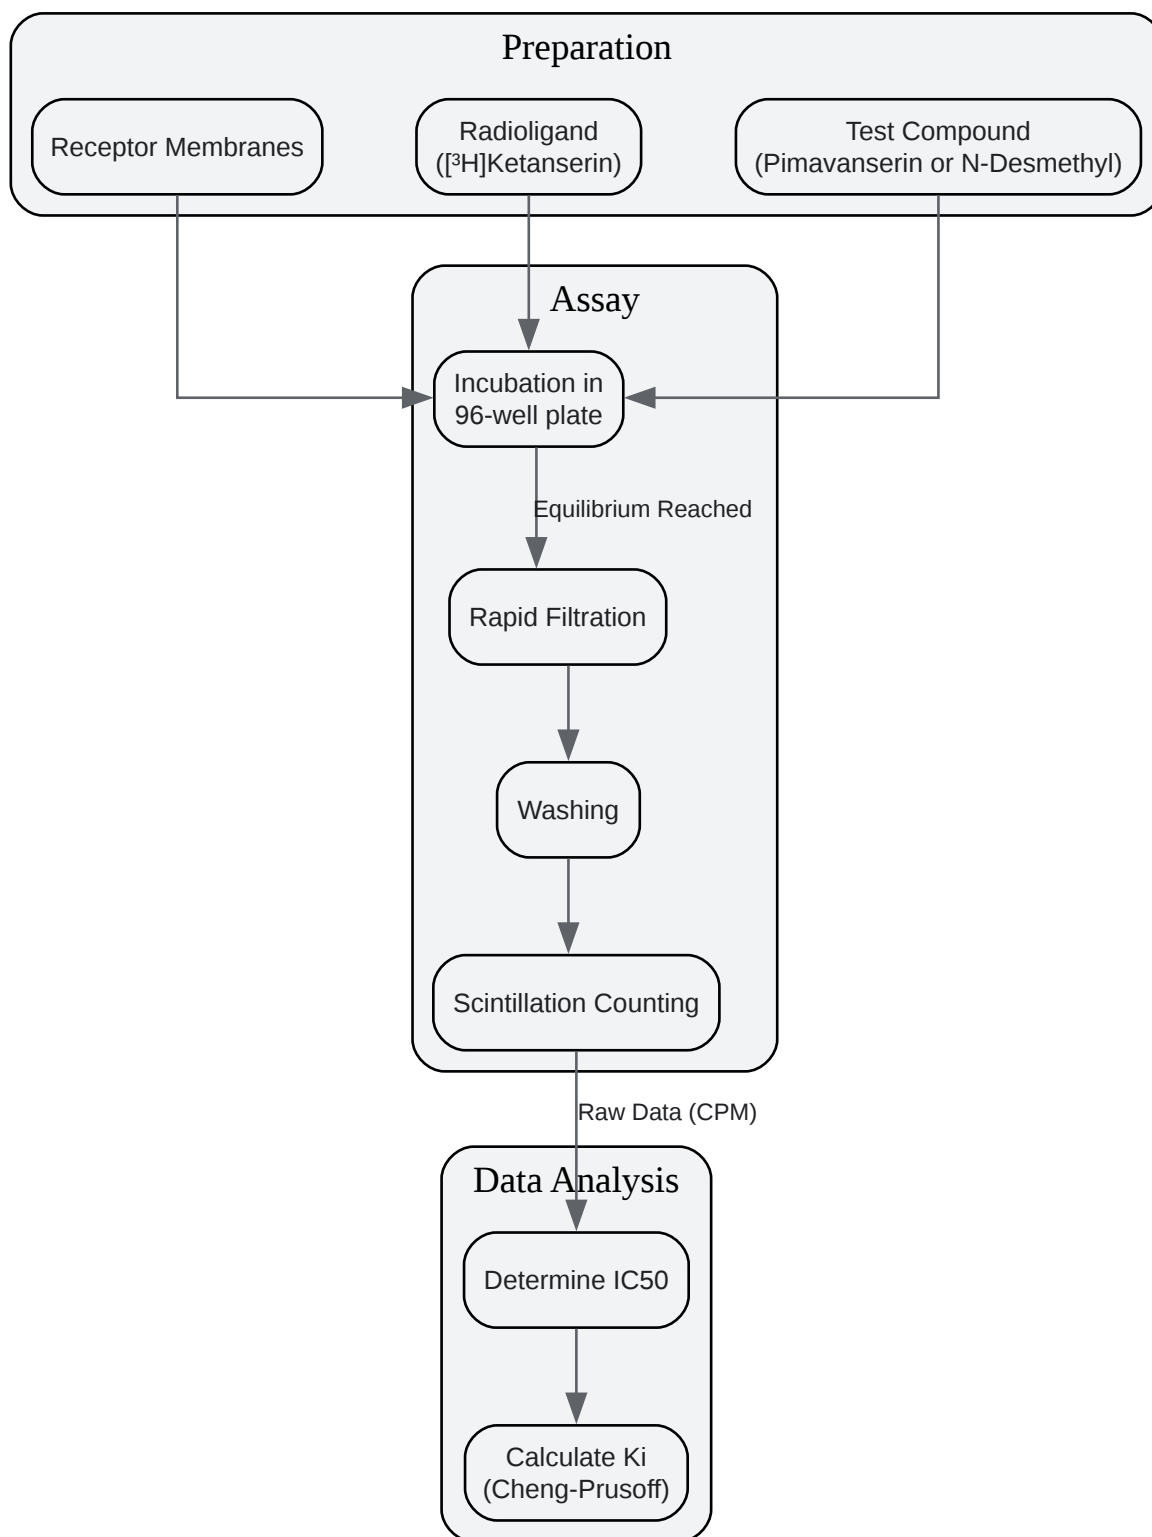 Preparation
Receptor Membranes
Radioligand
([³H]Ketanserin)
Test Compound
(Pimavanserin or N-Desmethyl)
Assay
Incubation in
96-well plate
Equilibrium Reached
Rapid Filtration
Washing
Scintillation Counting
Raw Data (CPM)
Data Analysis
Determine IC50
Calculate Ki
(Cheng-Prusoff)